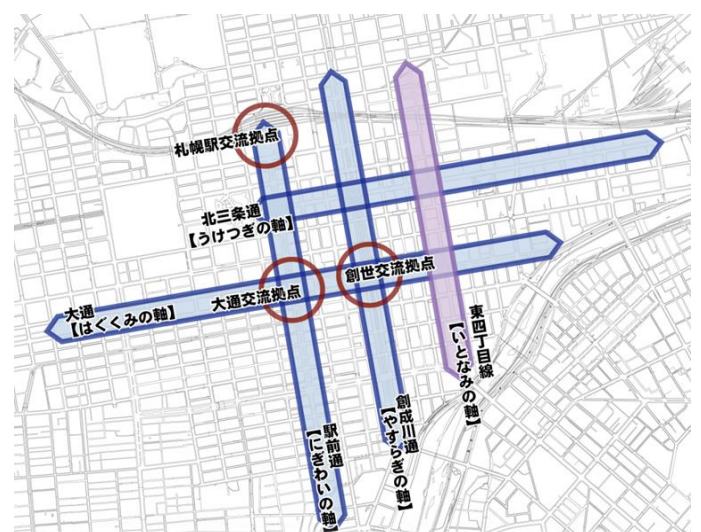 札幌駅交流拠点
北三条通
【うけつぎの軸】
創世交流拠点
大通交流拠点
大通
【はぐくみの軸】
東四丁目線
【いとなみの軸】
創成川通
【やすらぎの軸】
駅前通
【にぎわいの軸】